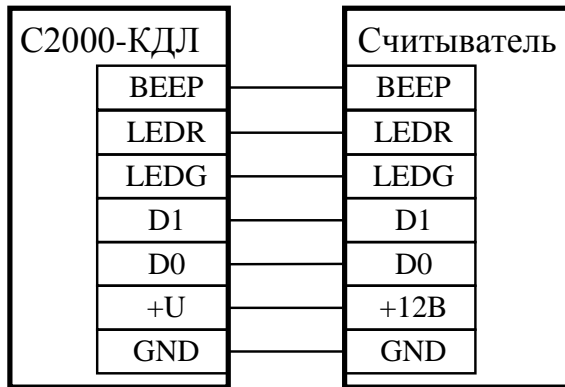 С2000-КДЛ
BEEP
LEDR
LEDG
D1
D0
+U
GND
Считыватель
BEEP
LEDR
LEDG
D1
D0
+12В
GND